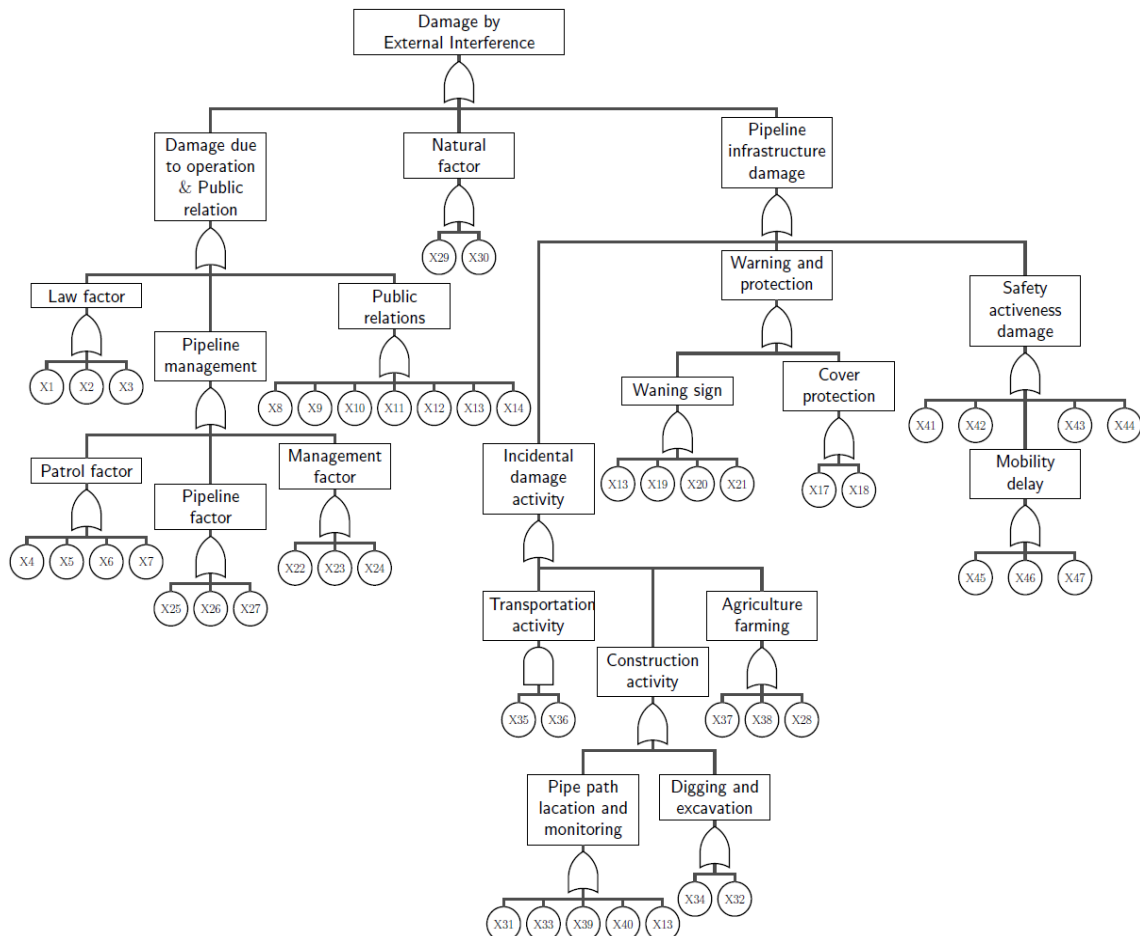 Damage by
External Interference
Damage due
to operation
& Public
relation
Natural
factor
Pipeline
infrastructure
damage
X29
X30
Law factor
Public
relations
Warning and
protection
Safety
activeness
damage
Pipeline
management
X1
X2
X3
X8
X9
X10
X11
X12
X13
X14
Waning sign
Cover
protection
X41
X42
X43
X44
Patrol factor
Management
factor
Pipeline
factor
Incidental
damage
activity
X13
X19
X20
X21
X17
X18
Mobility
delay
X4
X5
X6
X7
X22
X23
X24
X25
X26
X27
X45
X46
X47
Transportation
activity
Agriculture
farming
Construction
activity
X35
X36
X37
X38
X28
Pipe path
lacation and
monitoring
Digging and
excavation
X34
X32
X31
X33
X39
X40
X13